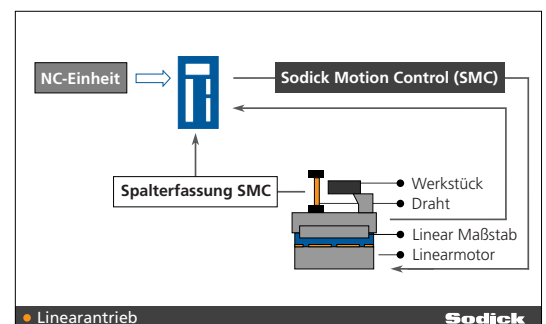 NC-Einheit
Sodick Motion Control (SMC)
Spalterfassung SMC
Werkstück
Draht
Linear Maßstab
Linearmotor
Linearantrieb
Sodick